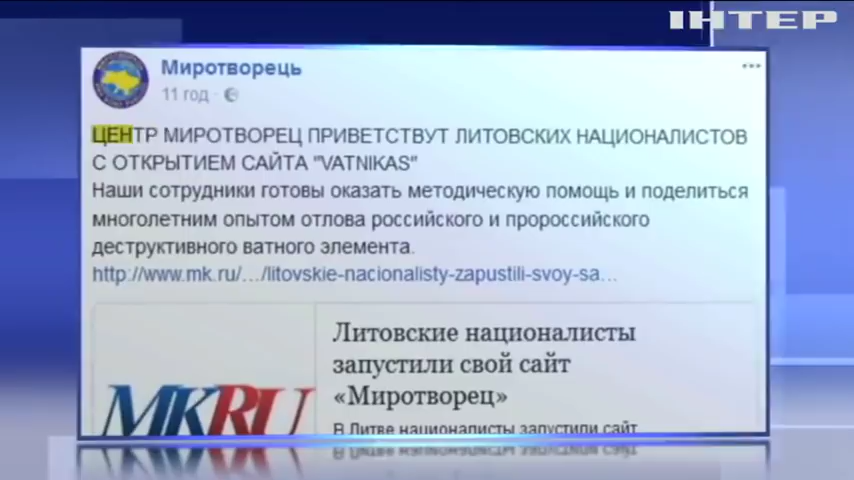 ІНТЕР
Миротворець
11 год ·
ЦЕНТР МИРОТВОРЕЦ ПРИВЕТСТВУТ ЛИТОВСКИХ НАЦИОНАЛИСТОВ
С ОТКРЫТИЕМ САЙТА "VATNIKAS"
Наши сотрудники готовы оказать методическую помощь и поделиться
многолетним опытом отлова российского и пророссийского
деструктивного ватного элемента.
http://www.mk.ru/…/litovskie-nacionalisty-zapustili-svoy-sa…
Литовские националисты
запустили свой сайт
«Миротворец»
MKRU
В Литве националисты запустили сайт